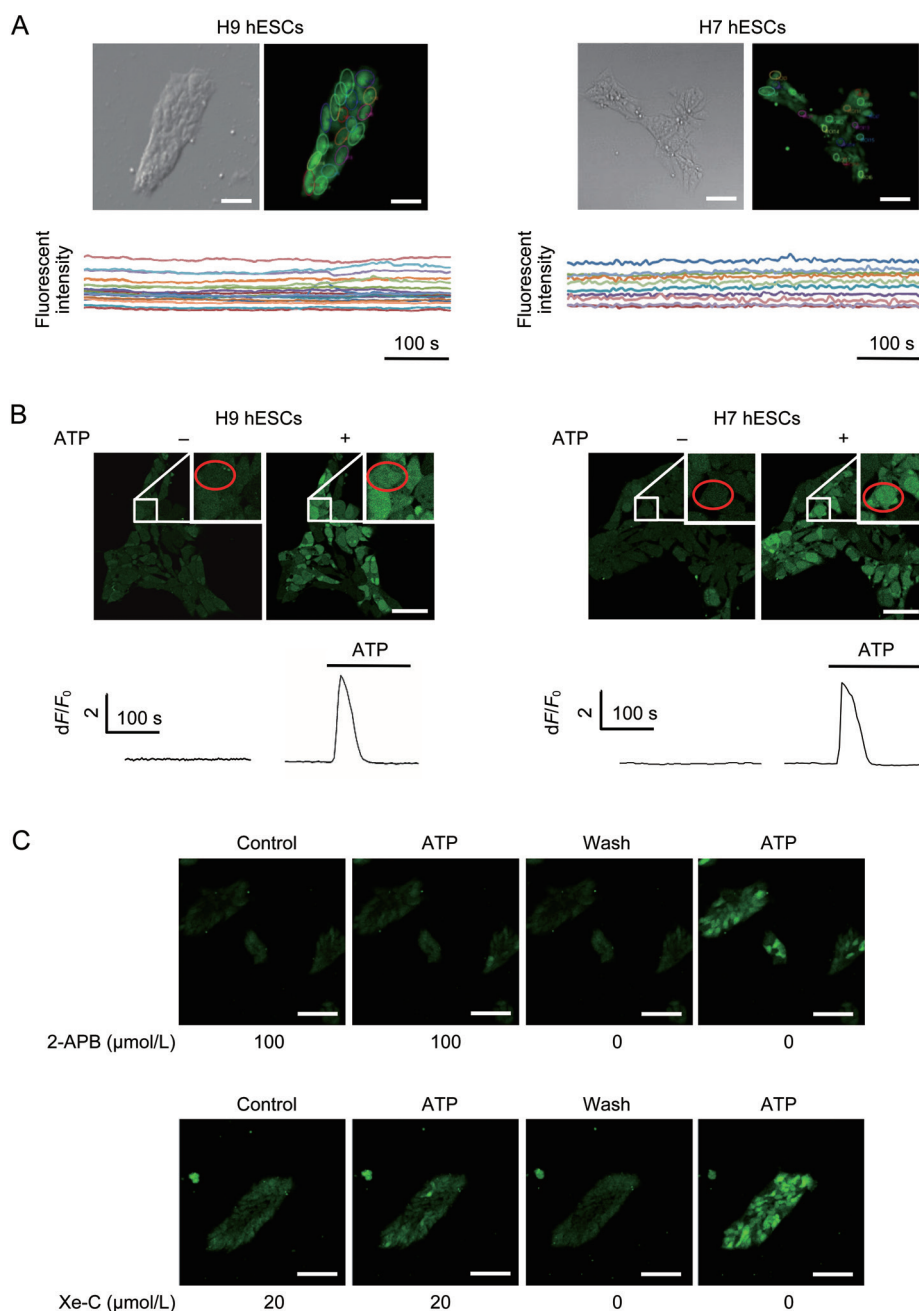 A
H9 hESCs
H7 hESCs
Fluorescent
intensity
100 s
Fluorescent
intensity
100 s
B
H9 hESCs
H7 hESCs
ATP
–
+
ATP
–
+
ATP
dF/F0
2
100 s
ATP
dF/F0
2
100 s
C
Control
ATP
Wash
ATP
2-APB (μmol/L)
100
100
0
0
Control
ATP
Wash
ATP
Xe-C (μmol/L)
20
20
0
0